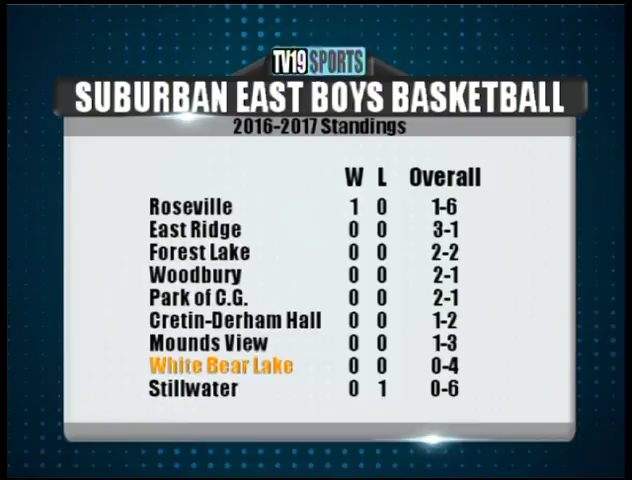 TV19 SPORTS
SUBURBAN EAST BOYS BASKETBALL
2016-2017 Standings
W L Overall
Roseville 1 0 1-6
East Ridge 0 0 3-1
Forest Lake 0 0 2-2
Woodbury 0 0 2-1
Park of C.G. 0 0 2-1
Cretin-Derham Hall 0 0 1-2
Mounds View 0 0 1-3
White Bear Lake 0 0 0-4
Stillwater 0 1 0-6